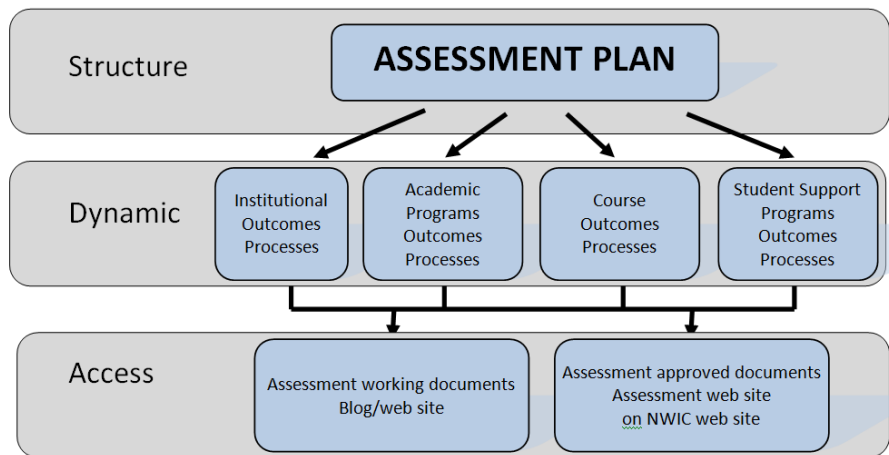 Structure
ASSESSMENT PLAN
Dynamic
Institutional
Outcomes
Processes
Academic
Programs
Outcomes
Processes
Course
Outcomes
Processes
Student Support
Programs
Outcomes
Processes
Access
Assessment working documents
Blog/web site
Assessment approved documents
Assessment web site
on NWIC web site